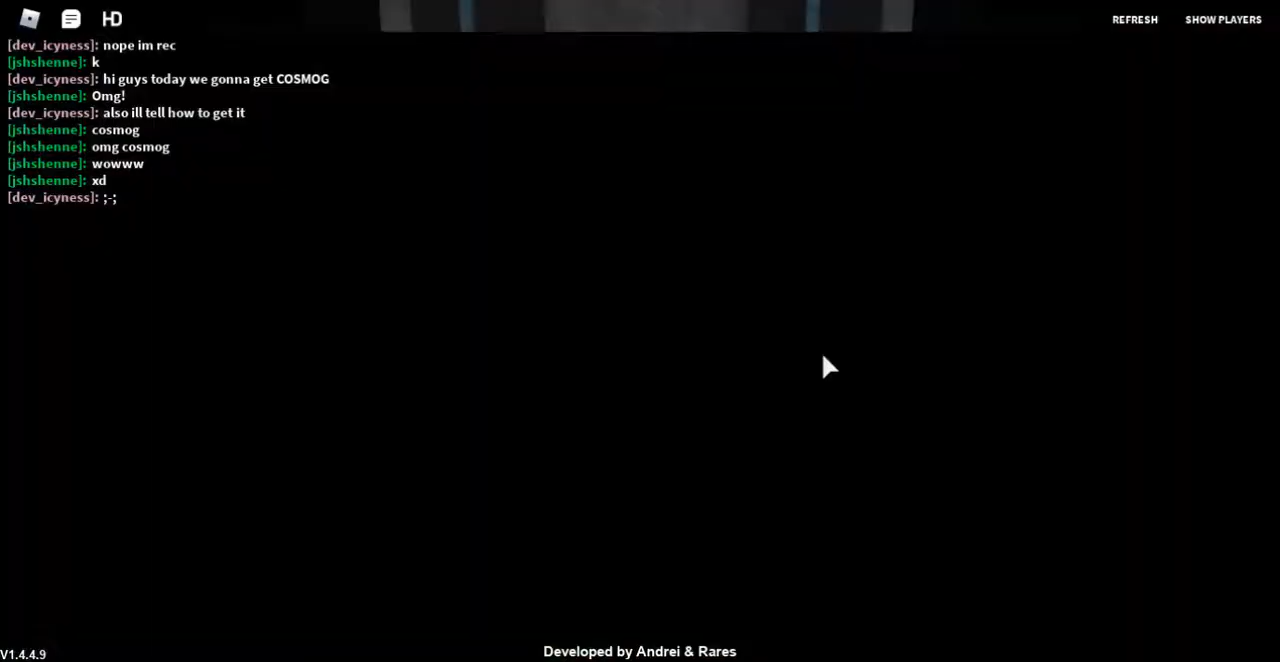 HD
REFRESH SHOW PLAYERS
[dev_icyness]: nope im rec
[jshshenne]: k
[dev_icyness]: hi guys today we gonna get COSMOG
[jshshenne]: Omg!
[dev_icyness]: also ill tell how to get it
[jshshenne]: cosmog
[jshshenne]: omg cosmog
[jshshenne]: wowww
[jshshenne]: xd
[dev_icyness]: ;-;
V1.4.4.9
Developed by Andrei & Rares